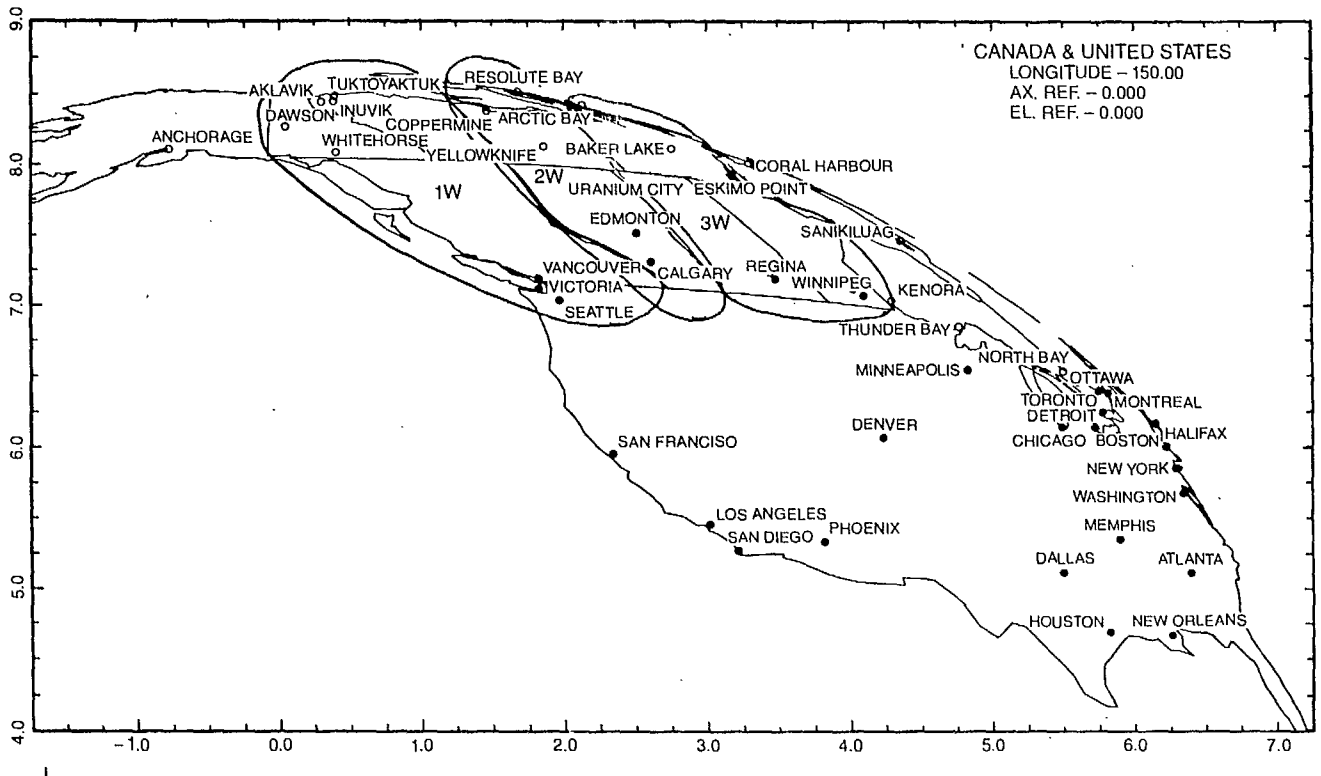 CANADA & UNITED STATES
LONGITUDE – 150.00
AX. REF. – 0.000
EL. REF. – 0.000
9.0
8.0
7.0
6.0
5.0
4.0
TUKTOYAKTUK
RESOLUTE BAY
AKLAVIK
INUVIK
DAWSON
COPPERMINE
ARCTIC BAY
ANCHORAGE
WHITEHORSE
YELLOWKNIFE
BAKER LAKE
CORAL HARBOUR
1W
2W
3W
URANIUM CITY
ESKIMO POINT
EDMONTON
SANIKILUAG
VANCOUVER
CALGARY
REGINA
WINNIPEG
KENORA
VICTORIA
SEATTLE
THUNDER BAY
NORTH BAY
MINNEAPOLIS
OTTAWA
TORONTO
MONTREAL
DETROIT
DENVER
CHICAGO
BOSTON
HALIFAX
SAN FRANCISO
NEW YORK
WASHINGTON
LOS ANGELES
PHOENIX
SAN DIEGO
MEMPHIS
DALLAS
ATLANTA
HOUSTON
NEW ORLEANS
–1.0
0.0
1.0
2.0
3.0
4.0
5.0
6.0
7.0